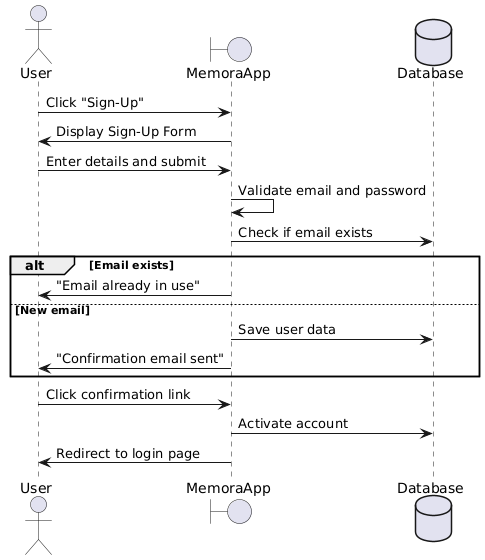 User
MemoraApp
Database
Click "Sign-Up"
Display Sign-Up Form
Enter details and submit
Validate email and password
Check if email exists
alt [Email exists]
"Email already in use"
[New email]
Save user data
"Confirmation email sent"
Click confirmation link
Activate account
Redirect to login page
User
MemoraApp
Database